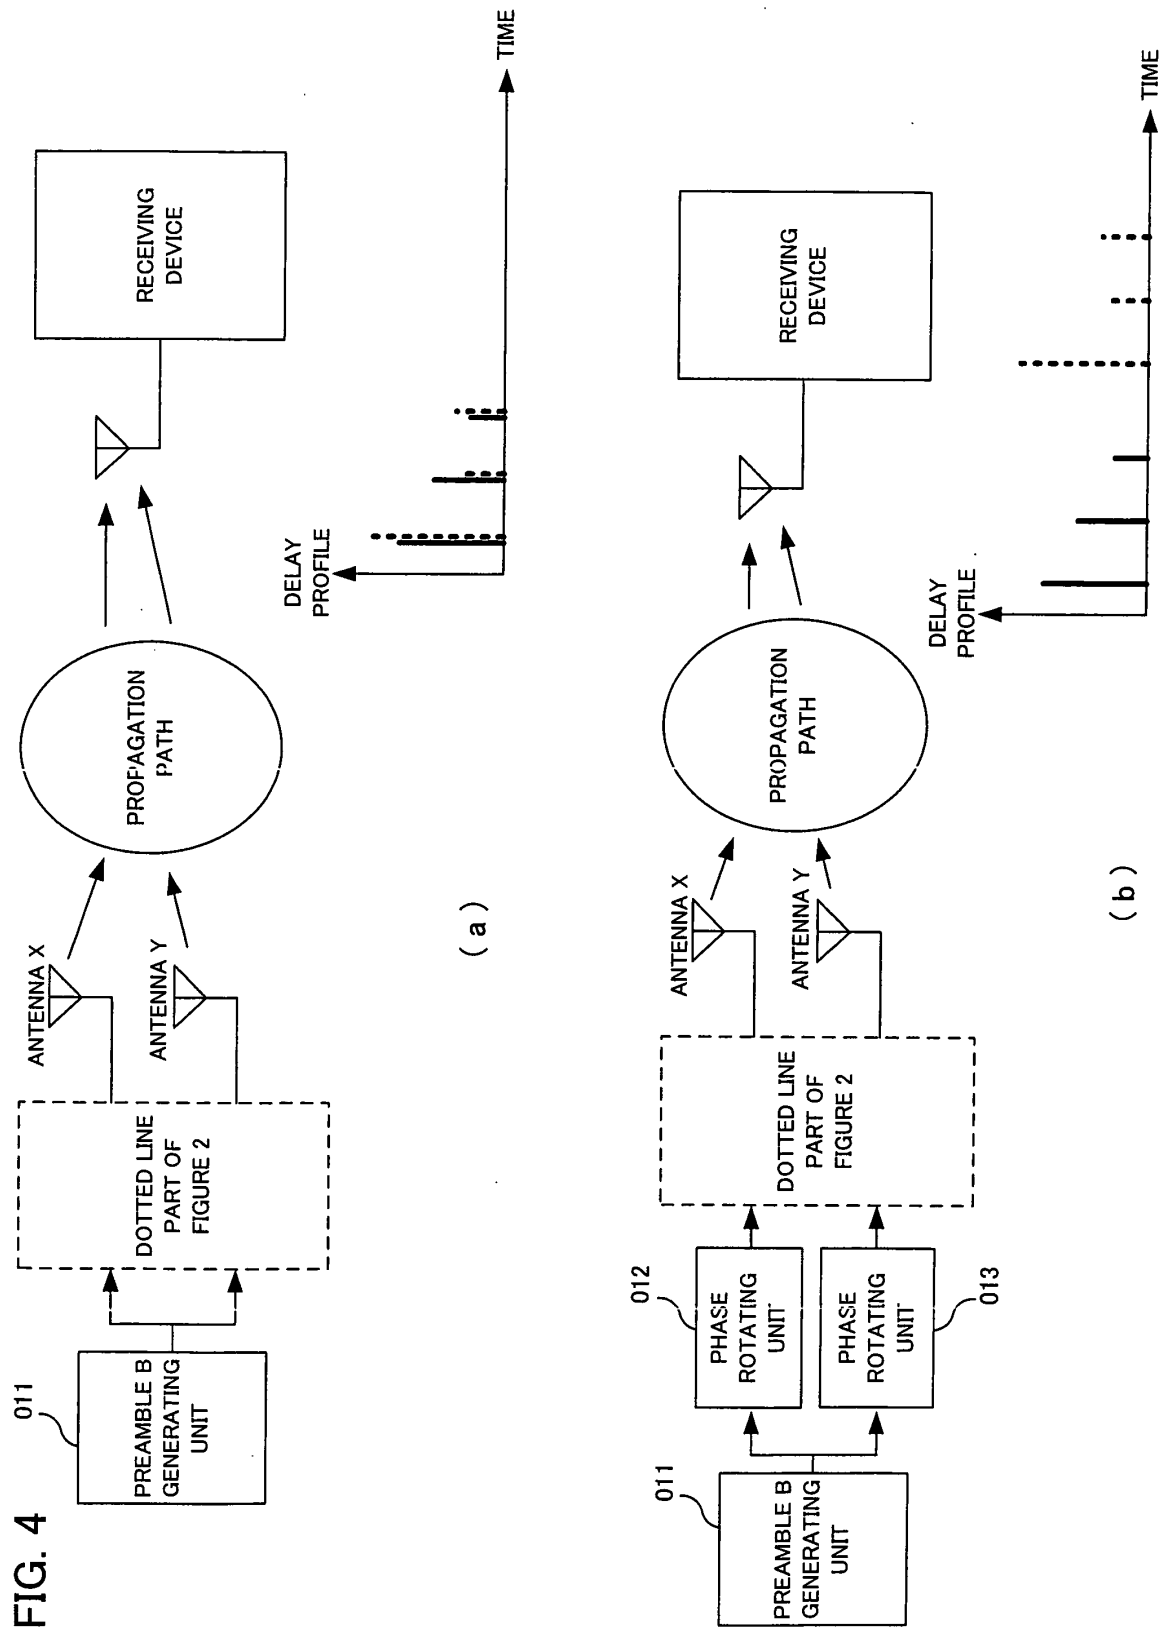 FIG. 4
011
PREAMBLE B
GENERATING
UNIT
DOTTED LINE
PART OF
FIGURE 2
ANTENNA X
ANTENNA Y
PROPAGATION
PATH
RECEIVING
DEVICE
DELAY
PROFILE
TIME
(a)
011
PREAMBLE B
GENERATING
UNIT
012
PHASE
ROTATING
UNIT
PHASE
ROTATING
UNIT
013
DOTTED LINE
PART OF
FIGURE 2
ANTENNA X
ANTENNA Y
PROPAGATION
PATH
RECEIVING
DEVICE
DELAY
PROFILE
TIME
(b)